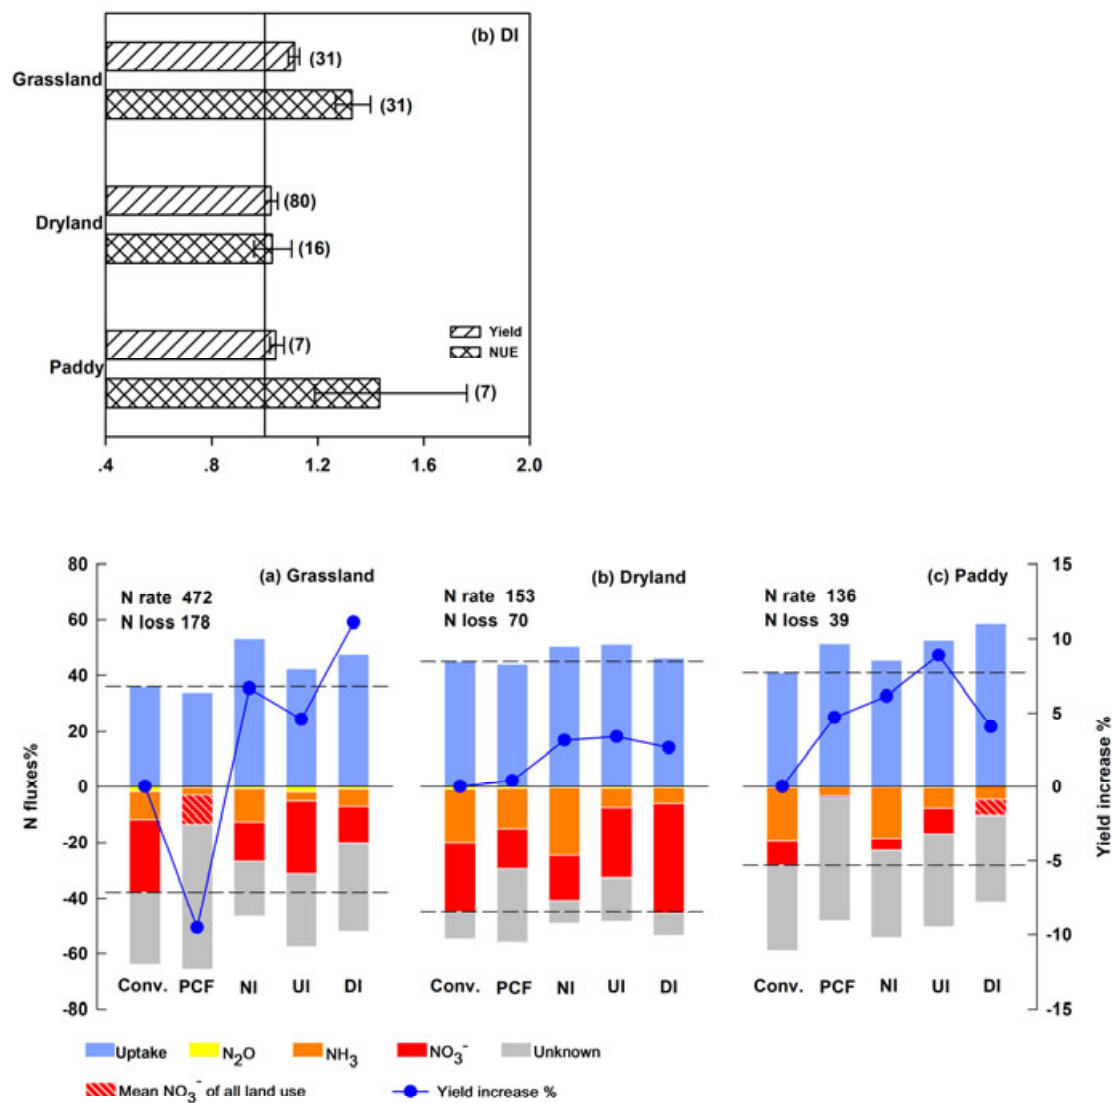 (b) DI
Grassland
(31)
(31)
Dryland
(80)
(16)
Paddy
(7)
(7)
Yield
NUE
.4 .8 1.2 1.6 2.0
(a) Grassland
N rate 472
N loss 178
(b) Dryland
N rate 153
N loss 70
(c) Paddy
N rate 136
N loss 39
N fluxes%
80
60
40
20
0
-20
-40
-60
-80
Yield increase %
15
10
5
0
-5
-10
-15
Conv. PCF NI UI DI
Conv. PCF NI UI DI
Conv. PCF NI UI DI
Uptake N₂O NH₃ NO₃⁻ Unknown
Mean NO₃⁻ of all land use Yield increase %